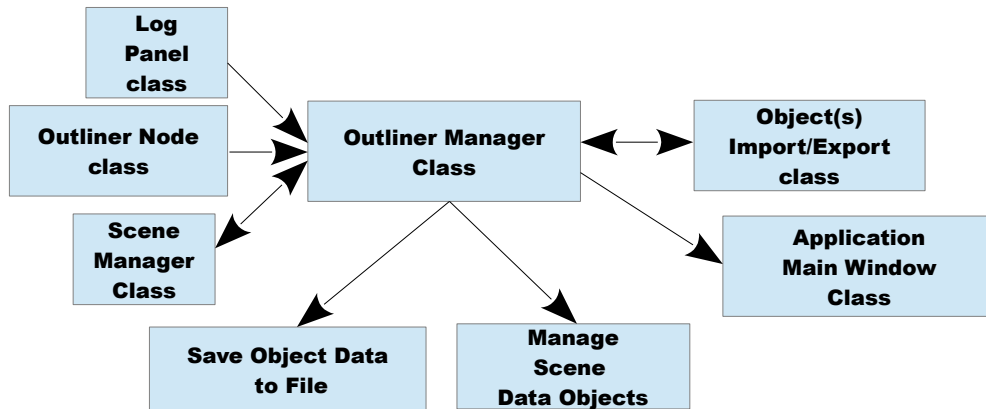 Log
Panel
class
Outliner Node
class
Scene
Manager
Class
Outliner Manager
Class
Object(s)
Import/Export
class
Application
Main Window
Class
Save Object Data
to File
Manage
Scene
Data Objects